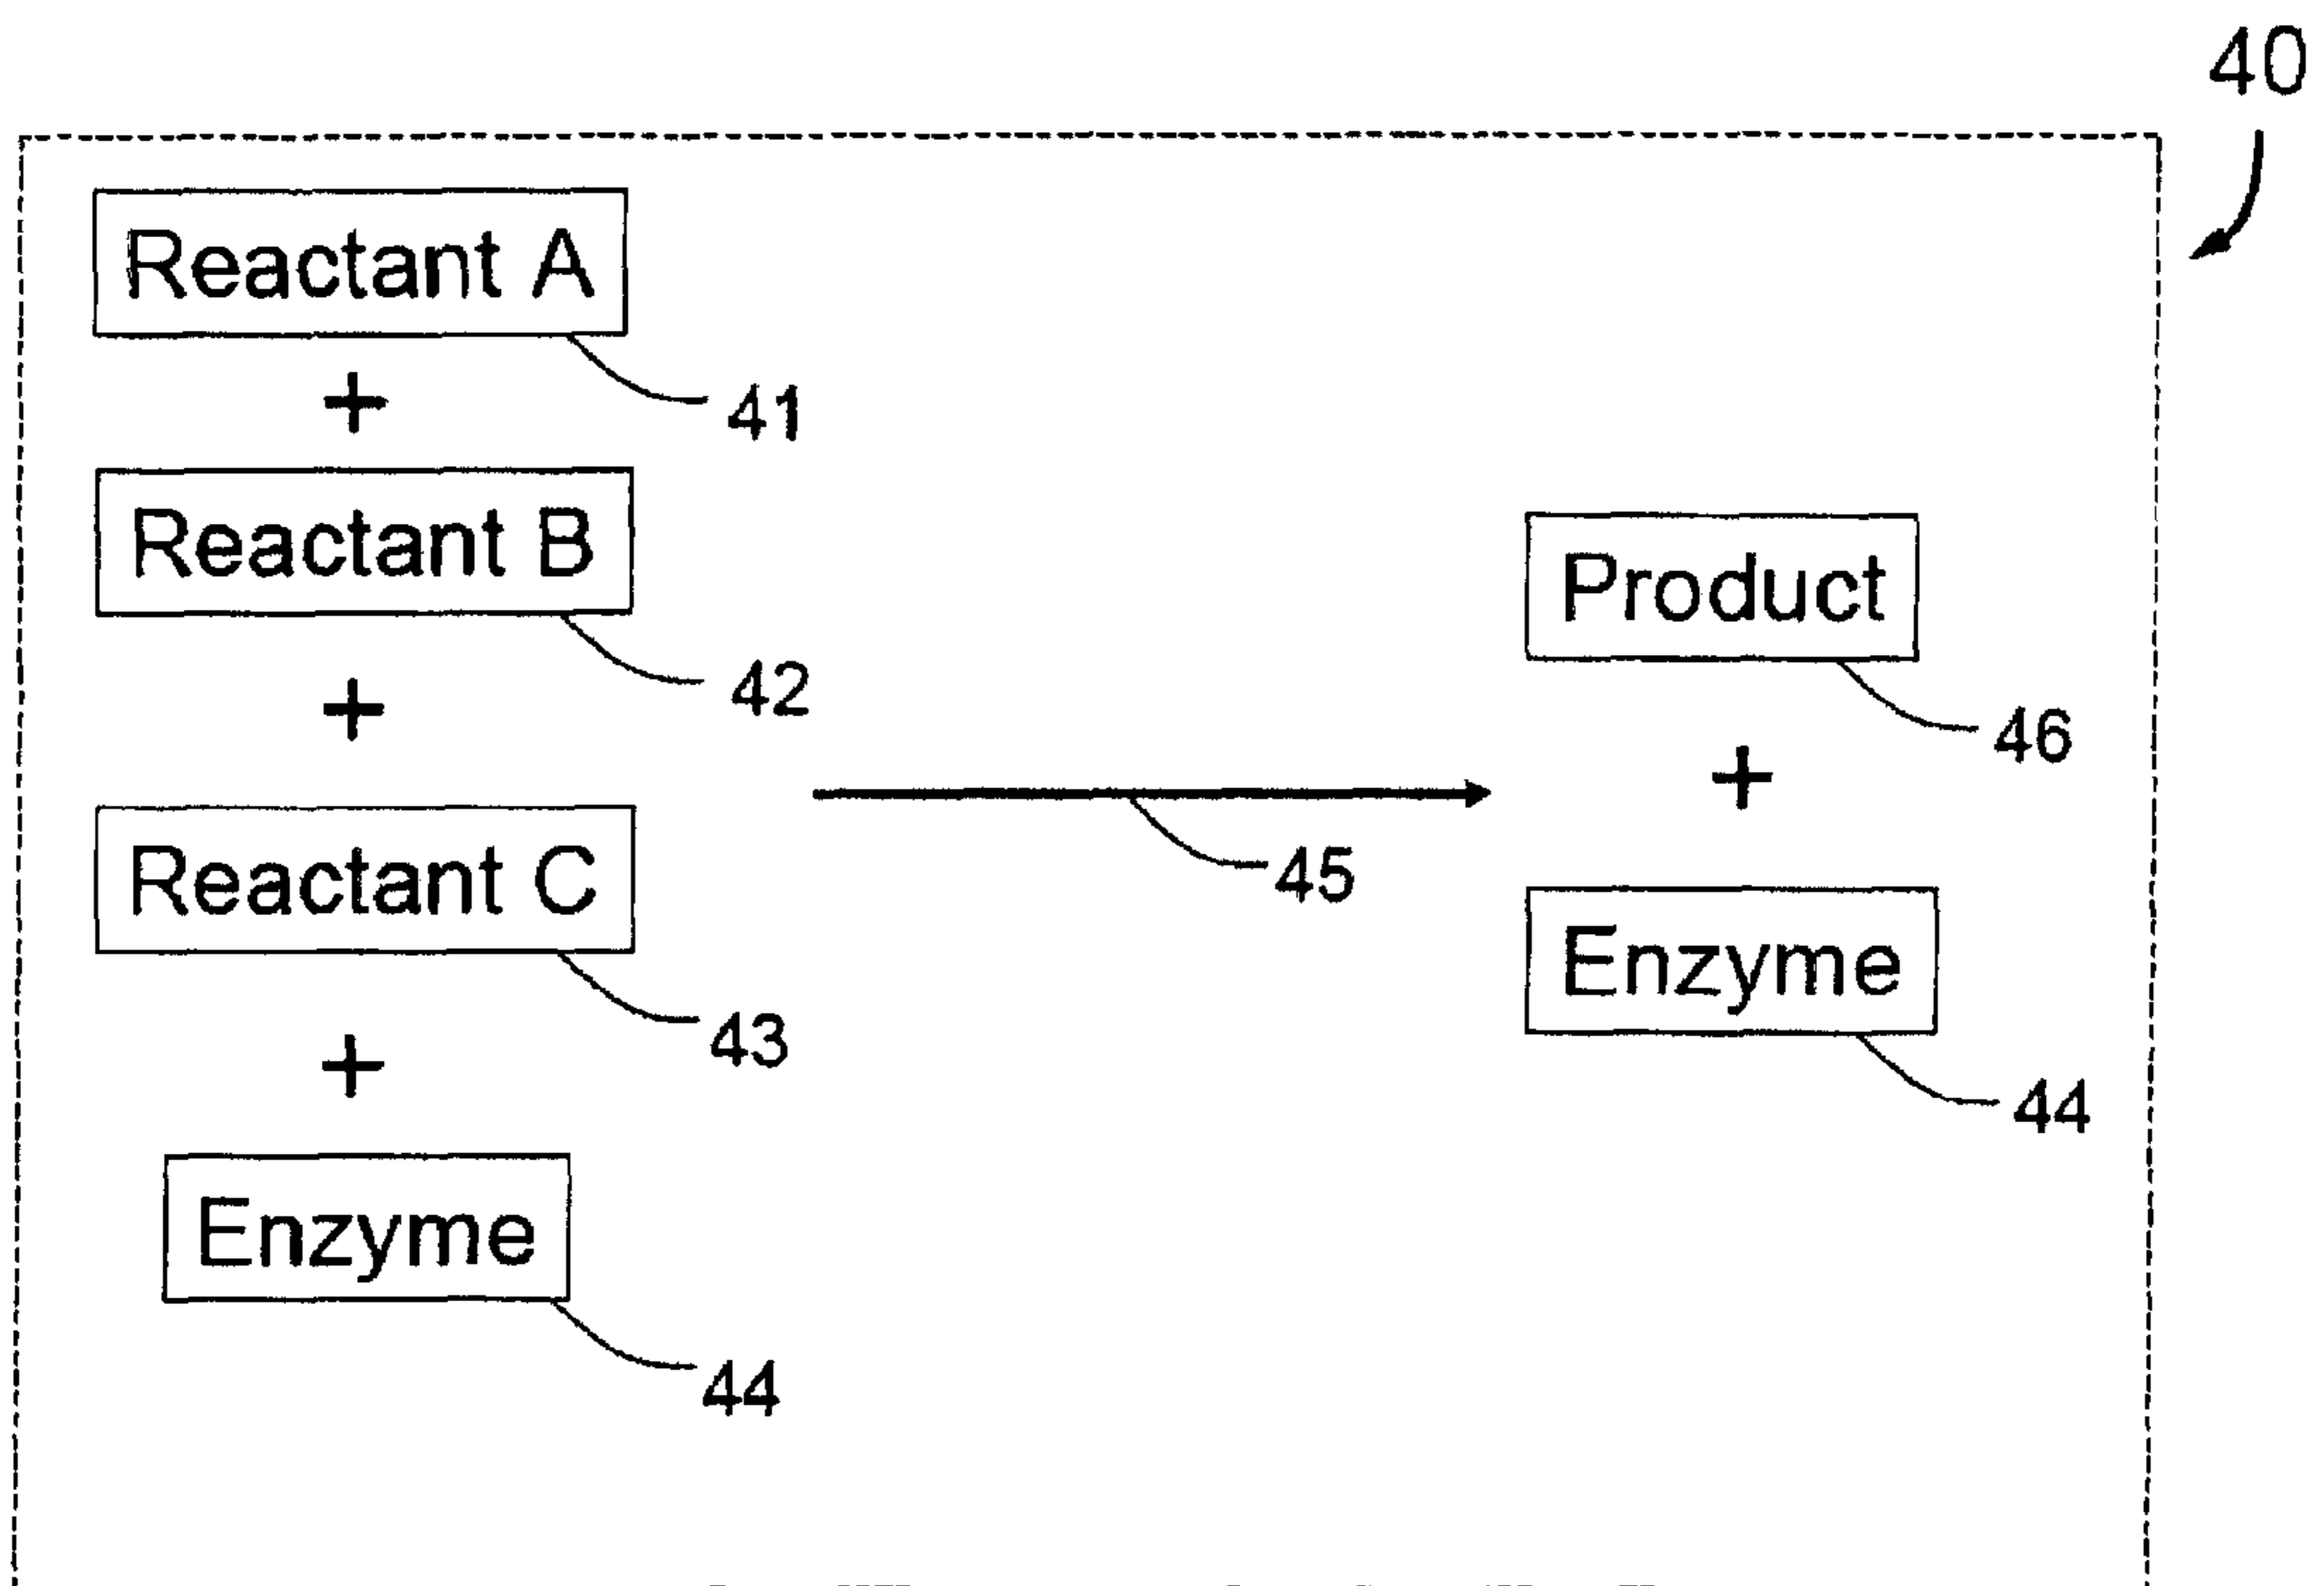 40
Reactant A
41
+
Reactant B
42
+
Reactant C
43
+
Enzyme
44
45
Product
46
+
Enzyme
44